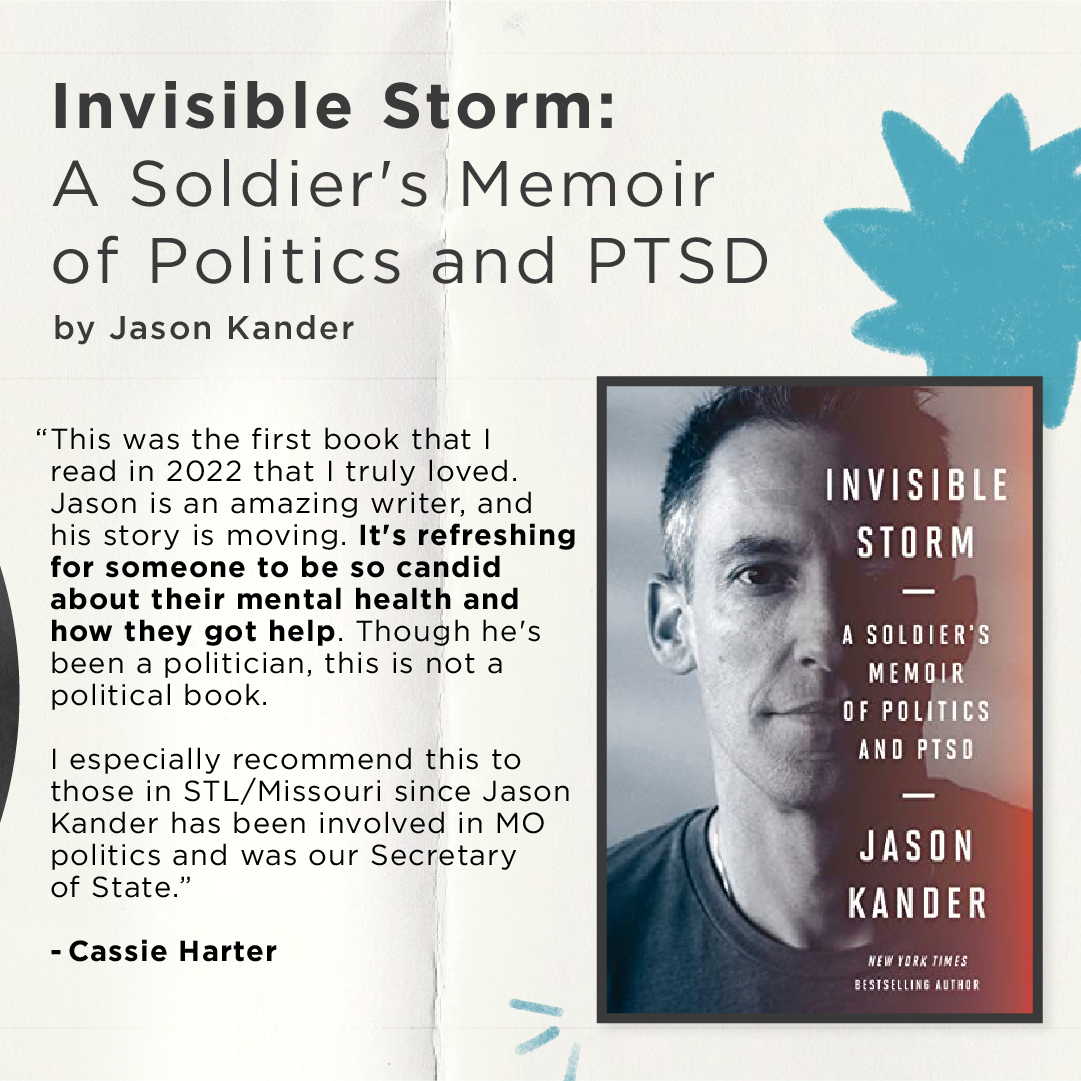 Invisible Storm:
A Soldier's Memoir
of Politics and PTSD
by Jason Kander
“This was the first book that I
read in 2022 that I truly loved.
Jason is an amazing writer, and
his story is moving. It's refreshing
for someone to be so candid
about their mental health and
how they got help. Though he's
been a politician, this is not a
political book.
I especially recommend this to
those in STL/Missouri since Jason
Kander has been involved in MO
politics and was our Secretary
of State.”
- Cassie Harter
INVISIBLE
STORM
—
A SOLDIER'S
MEMOIR
OF POLITICS
AND PTSD
—
JASON
KANDER
NEW YORK TIMES
BESTSELLING AUTHOR